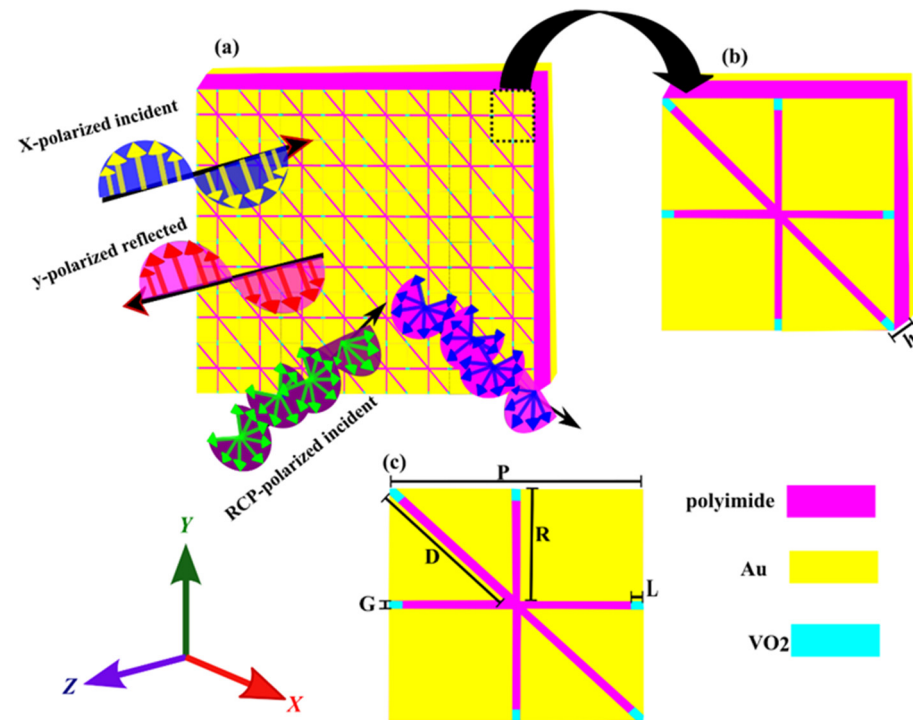 (a)
(b)
X-polarized incident
y-polarized reflected
RCP-polarized incident
h
(c)
P
R
D
G
L
polyimide
Au
VO2
Y
Z
X